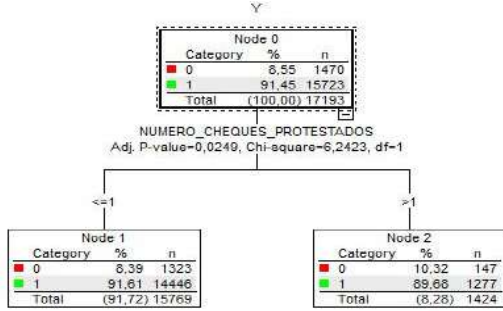 Y
Node 0
Category % n
0 8,55 1470
1 91,45 15723
Total (100,00) 17193
NUMERO_CHEQUES_PROTESTADOS
Adj. P-value=0,0249, Chi-square=6,2423, df=1
<=1
>1
Node 1
Category % n
0 8,39 1323
1 91,61 14446
Total (91,72) 15769
Node 2
Category % n
0 10,32 147
1 89,68 1277
Total (8,28) 1424